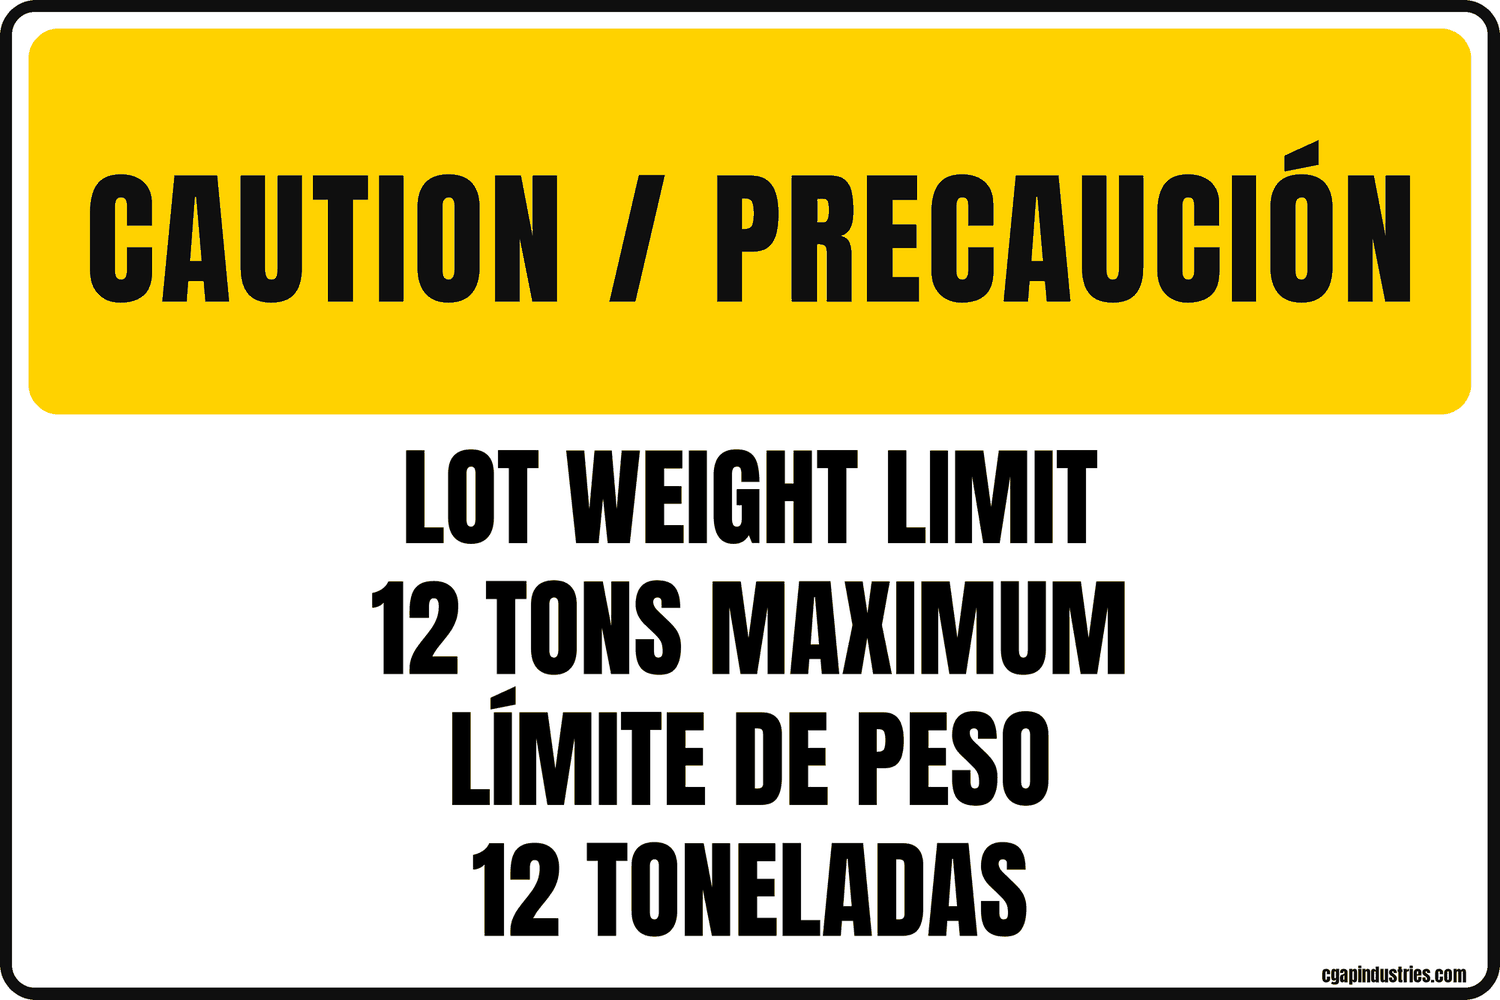 CAUTION / PRECAUCIÓN
LOT WEIGHT LIMIT
12 TONS MAXIMUM
LÍMITE DE PESO
12 TONELADAS
cgapindustries.com